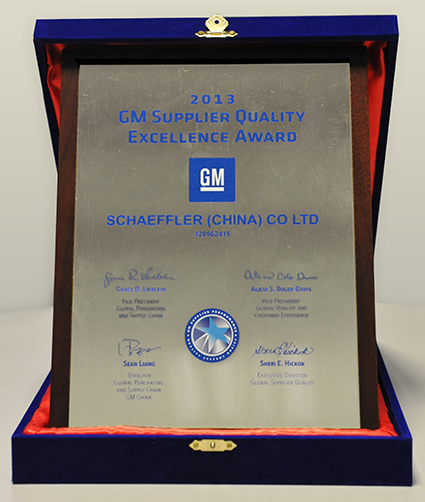 2013
GM SUPPLIER QUALITY
EXCELLENCE AWARD
GM
SCHAEFFLER (CHINA) CO LTD
GRACE D. LIEBLEIN
VICE PRESIDENT
GLOBAL PURCHASING
AND SUPPLY CHAIN
ALICIA S. BOLER-DAVIS
VICE PRESIDENT
GLOBAL QUALITY AND
CUSTOMER EXPERIENCE
SEAN LIANG
DIRECTOR
GLOBAL PURCHASING
AND SUPPLY CHAIN
GM CHINA
SHERI E. HICKOK
EXECUTIVE DIRECTOR
GLOBAL SUPPLIER QUALITY